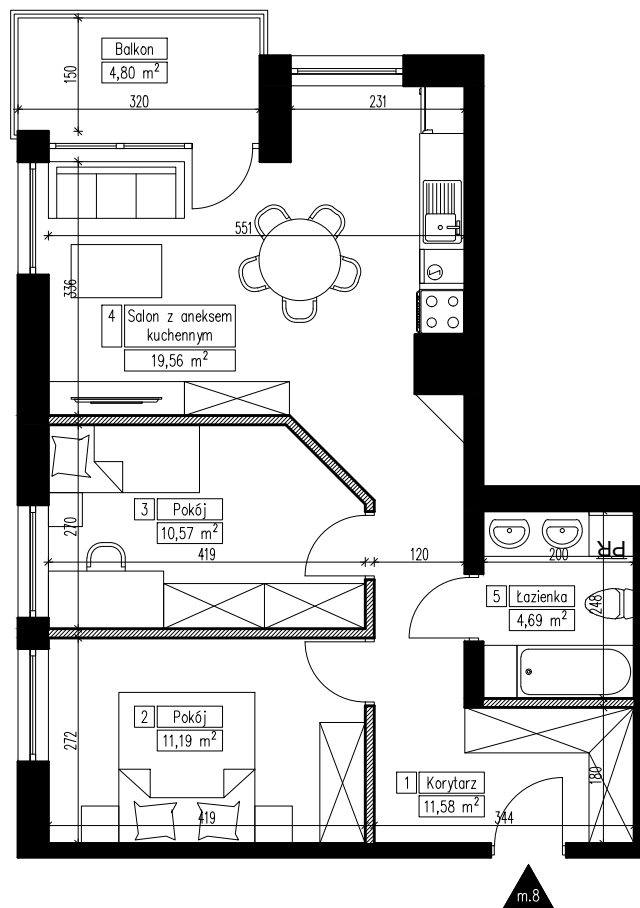 Balkon
4,80 m²
150
320
231
551
336
4 Salon z aneksem
kuchennym
19,56 m²
3 Pokój
10,57 m²
270
419
120
200
PR
5 Łazienka
4,69 m²
248
2 Pokój
11,19 m²
272
1 Korytarz
11,58 m²
180
419
344
m.8